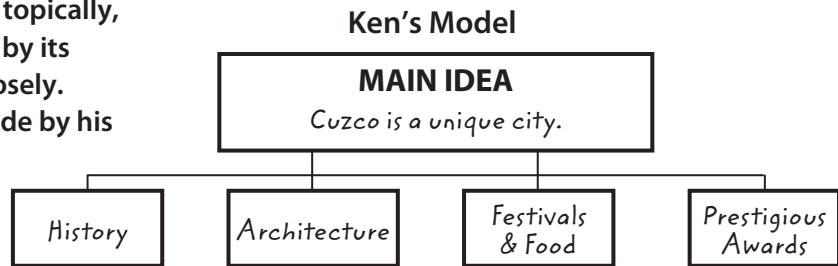 topically,
by its
osely.
de by his
Ken's Model
MAIN IDEA
Cuzco is a unique city.
History
Architecture
Festivals
& Food
Prestigious
Awards